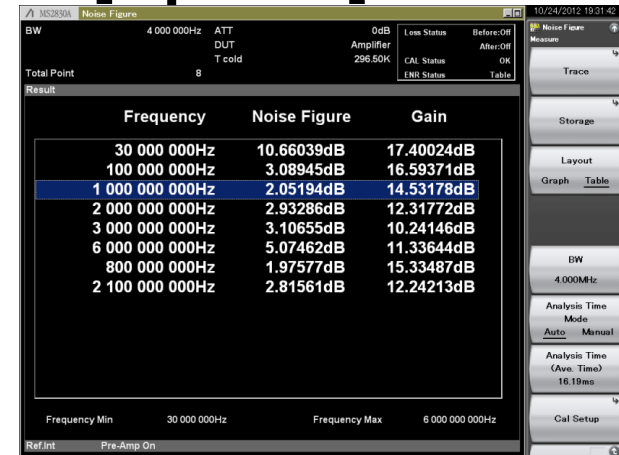 MS2830A Noise Figure
10/24/2012 19:31:42
BW 4 000 000Hz ATT 0dB Loss Status Before:Off
DUT Amplifier After:Off
T cold 296.50K CAL Status OK
Total Point 8 ENR Status Table
Result
Frequency Noise Figure Gain
30 000 000Hz 10.66039dB 17.40024dB
100 000 000Hz 3.08945dB 16.59371dB
1 000 000 000Hz 2.05194dB 14.53178dB
2 000 000 000Hz 2.93286dB 12.31772dB
3 000 000 000Hz 3.10655dB 10.24146dB
6 000 000 000Hz 5.07462dB 11.33644dB
800 000 000Hz 1.97577dB 15.33487dB
2 100 000 000Hz 2.81561dB 12.24213dB
Frequency Min 30 000 000Hz Frequency Max 6 000 000 000Hz
Ref.Int Pre-Amp On
Noise Figure
Measure
Trace
Storage
Layout
Graph Table
BW
4.000MHz
Analysis Time
Mode
Auto Manual
Analysis Time
(Ave. Time)
16.19ms
Cal Setup